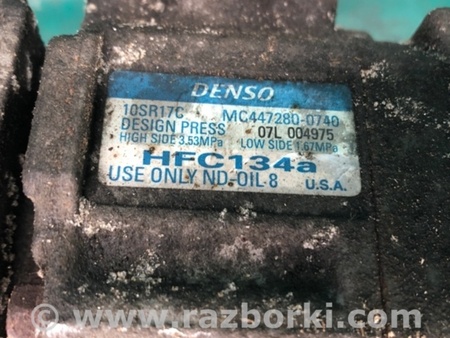 DENSO
10SR17C MC447280-0740
DESIGN PRESS 07L 004975
HIGH SIDE 3.53MPa LOW SIDE 1.67MPa
HFC134a
USE ONLY ND-OIL 8 U.S.A.
© www.razborki.com